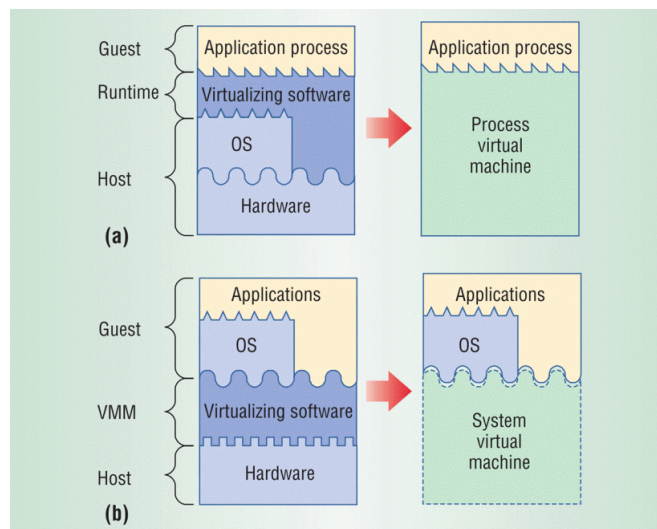 Guest
Application process
Application process
Runtime
Virtualizing software
OS
Process
virtual
machine
Host
Hardware
(a)
Guest
Applications
Applications
OS
OS
VMM
Virtualizing software
System
virtual
machine
Host
Hardware
(b)